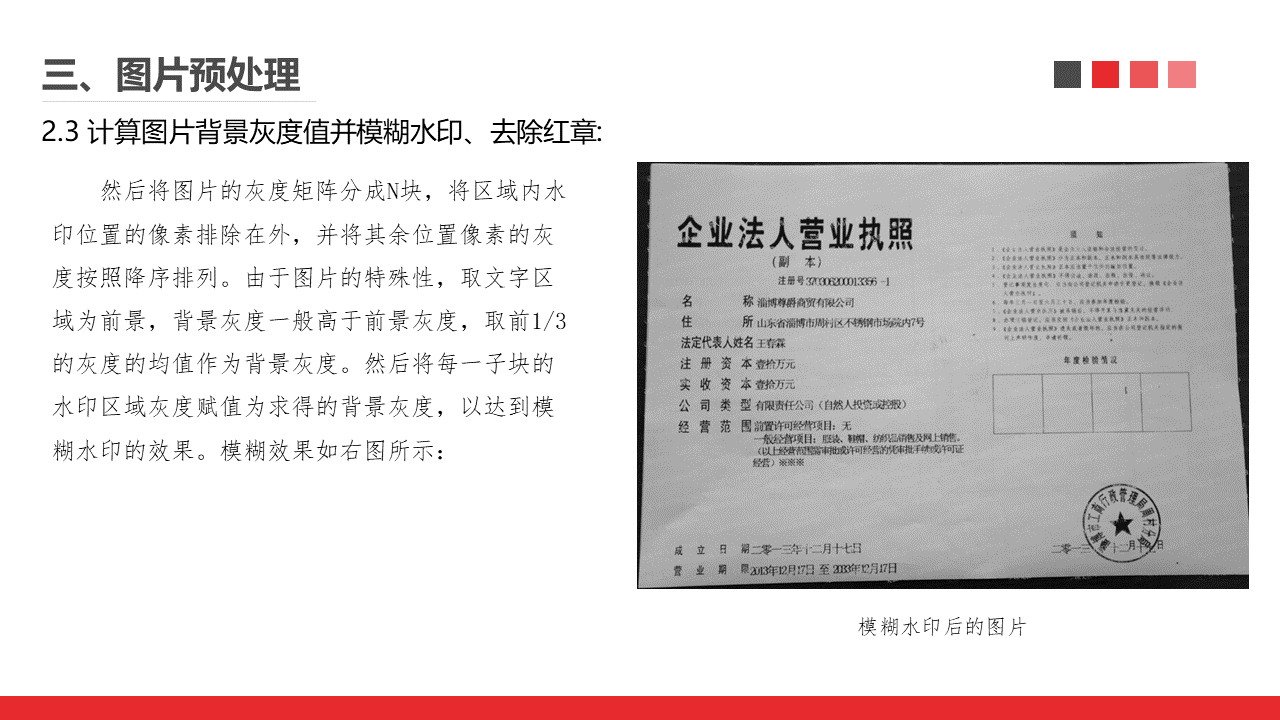 三、图片预处理
2.3 计算图片背景灰度值并模糊水印、去除红章:
然后将图片的灰度矩阵分成N块，将区域内水
印位置的像素排除在外，并将其余位置像素的灰
度按照降序排列。由于图片的特殊性，取文字区
域为前景，背景灰度一般高于前景灰度，取前1/3
的灰度的均值作为背景灰度。然后将每一子块的
水印区域灰度赋值为求得的背景灰度，以达到模
糊水印的效果。模糊效果如右图所示：
企业法人营业执照
（副 本）
注册号 370306200013356 -1
名 称 淄博尊爵商贸有限公司
住 所 山东省淄博市周村区不锈钢市场院内7号
法定代表人姓名 王春霖
注 册 资 本 壹拾万元
实 收 资 本 壹拾万元
公 司 类 型 有限责任公司（自然人投资或控股）
经 营 范 围 前置许可经营项目：无
一般经营项目：服装、鞋帽、纺织品销售及网上销售。
（以上经营范围需审批或许可经营的凭审批手续或许可证
经营）※※※
成 立 日 期 二零一三年十二月十七日
营 业 期 限 2013年12月17日 至 2033年12月17日
须 知
年度检验情况
淄博市工商行政管理局周村分局
二零一三 十二月十七日
模糊水印后的图片